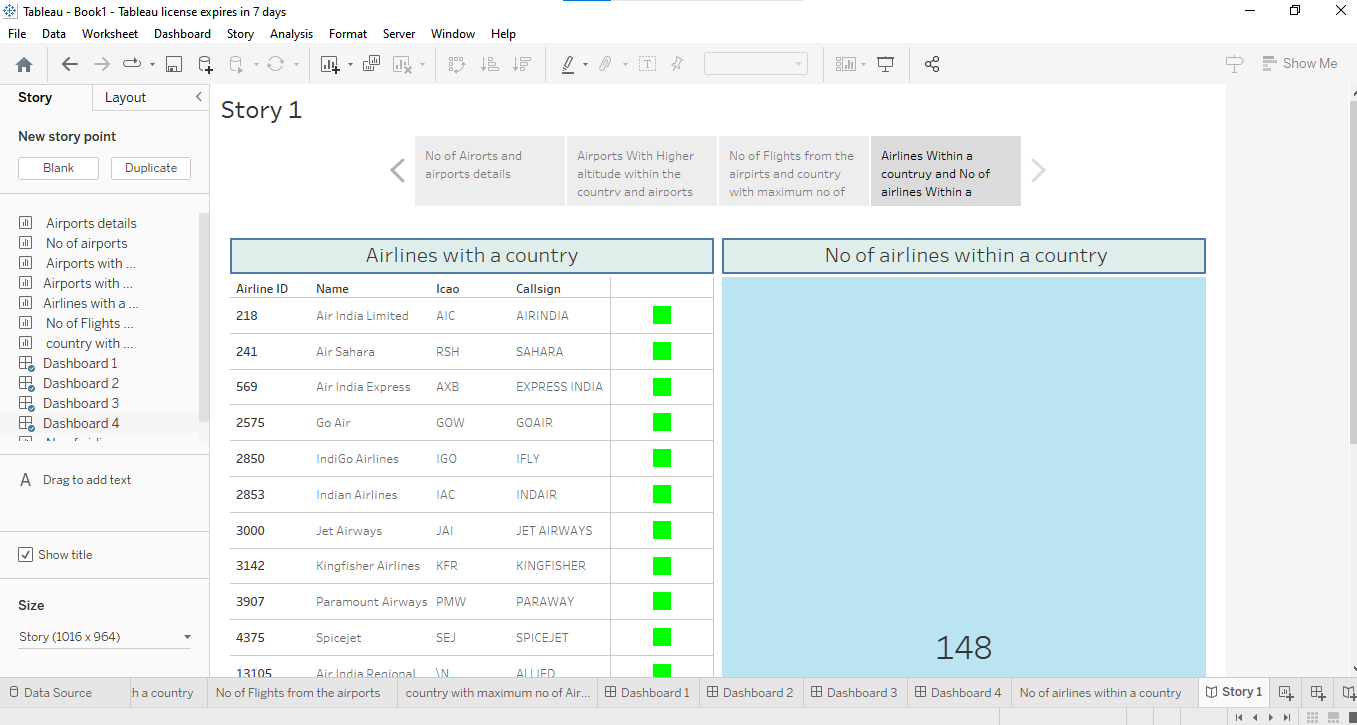 Tableau - Book1 - Tableau license expires in 7 days
File Data Worksheet Dashboard Story Analysis Format Server Window Help
Show Me
Story Layout
New story point
Blank Duplicate
Airports details
No of airports
Airports with ...
Airports with ...
Airlines with a ...
No of Flights ...
country with ...
Dashboard 1
Dashboard 2
Dashboard 3
Dashboard 4
A Drag to add text
Show title
Size
Story (1016 x 964)
Story 1
No of Airorts and
airports details
Airports With Higher
altitude within the
country and airports
No of Flights from the
airpirts and country
with maximum no of
Airlines Within a
countruy and No of
airlines Within a
Airlines with a country
Airline ID Name Icao Callsign
218 Air India Limited AIC AIRINDIA
241 Air Sahara RSH SAHARA
569 Air India Express AXB EXPRESS INDIA
2575 Go Air GOW GOAIR
2850 IndiGo Airlines IGO IFLY
2853 Indian Airlines IAC INDAIR
3000 Jet Airways JAI JET AIRWAYS
3142 Kingfisher Airlines KFR KINGFISHER
3907 Paramount Airways PMW PARAWAY
4375 Spicejet SEJ SPICEJET
13105 Air India Regional \N ALLIED
No of airlines within a country
148
Data Source h a country No of Flights from the airports country with maximum no of Air... Dashboard 1 Dashboard 2 Dashboard 3 Dashboard 4 No of airlines within a country Story 1